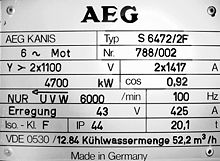 AEG
AEG KANIS Typ S 6472/2F
6 ~ Mot Nr. 788/002
Y > 2x1100 V 2x1417 A
4700 kW cos 0,92
NUR U V W 6000 /min 100 Hz
Erregung 43 V 425 A
Iso.-Kl. F IP 44 20,1 t
VDE 0530 / 12.84 Kühlwassermenge 52,2 m³/h
Made in Germany